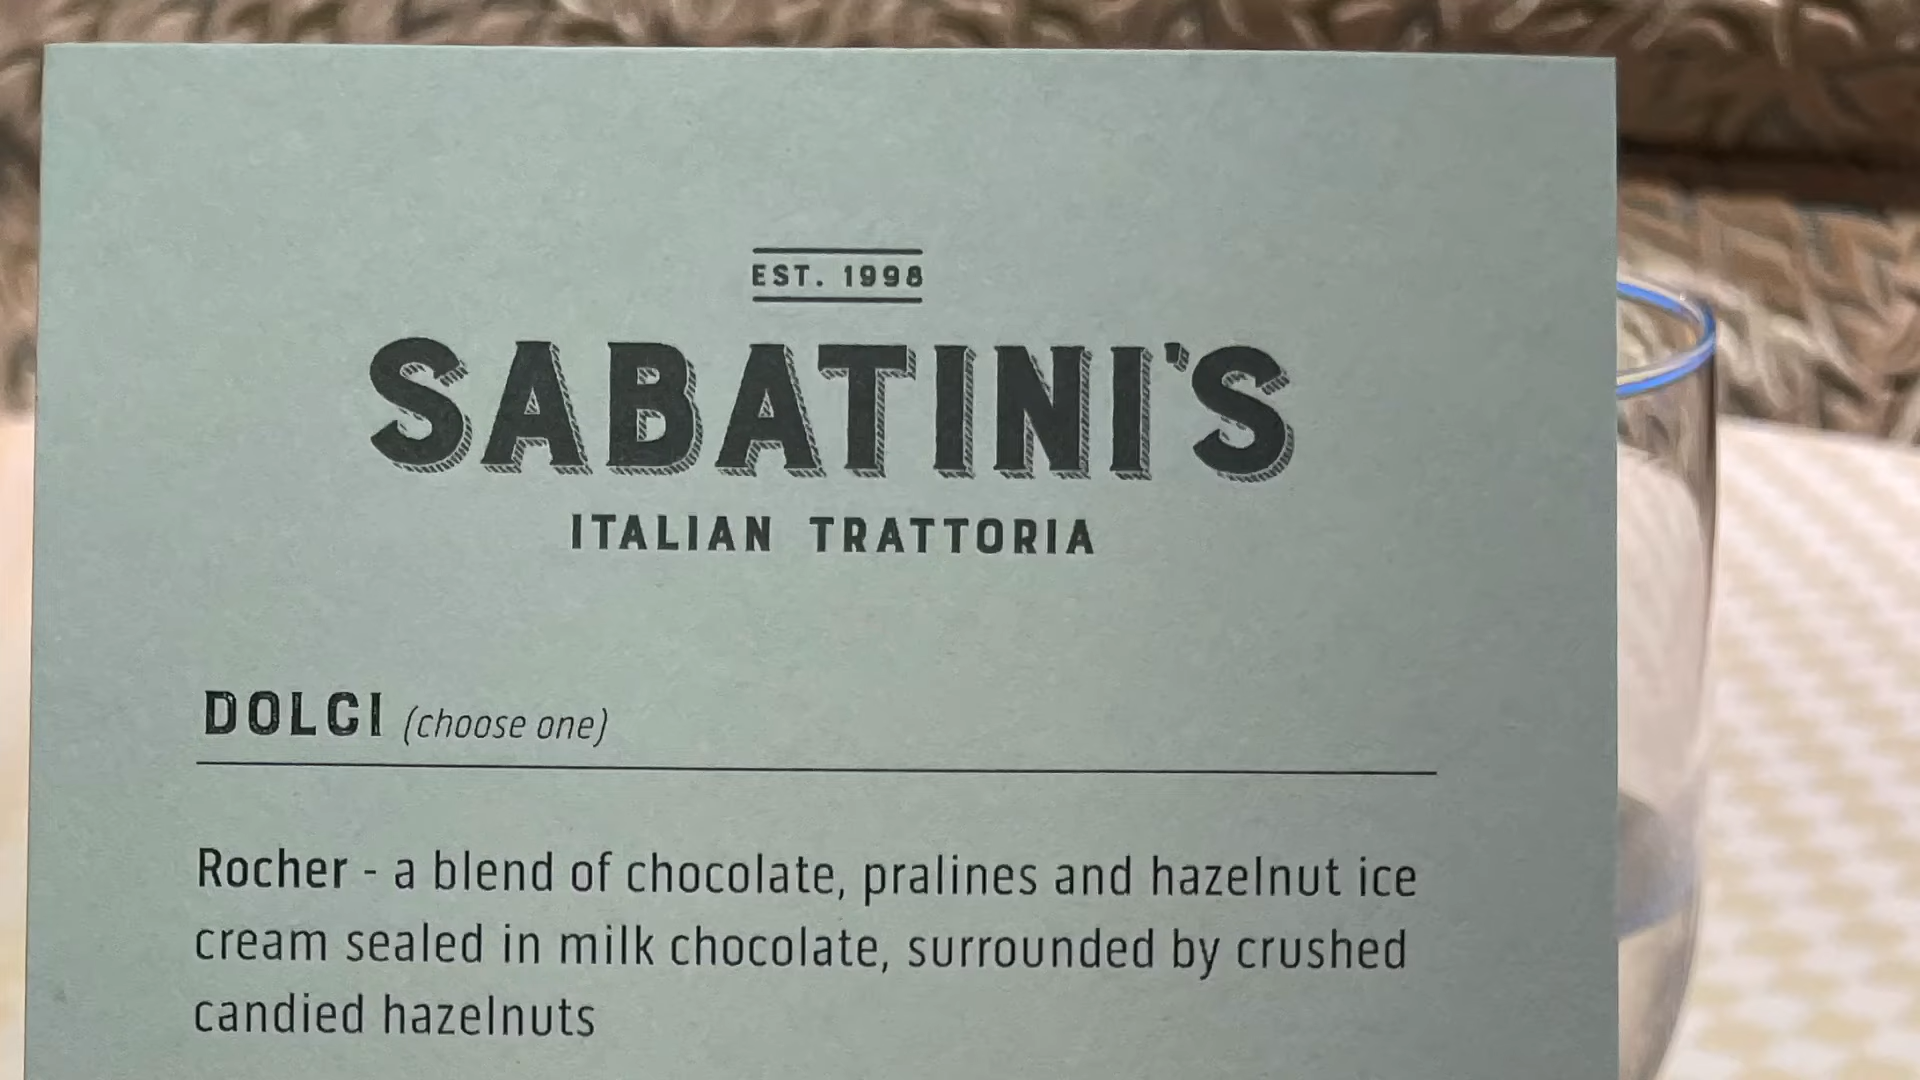 EST. 1998
SABATINI'S
ITALIAN TRATTORIA
DOLCI (choose one)
Rocher - a blend of chocolate, pralines and hazelnut ice
cream sealed in milk chocolate, surrounded by crushed
candied hazelnuts